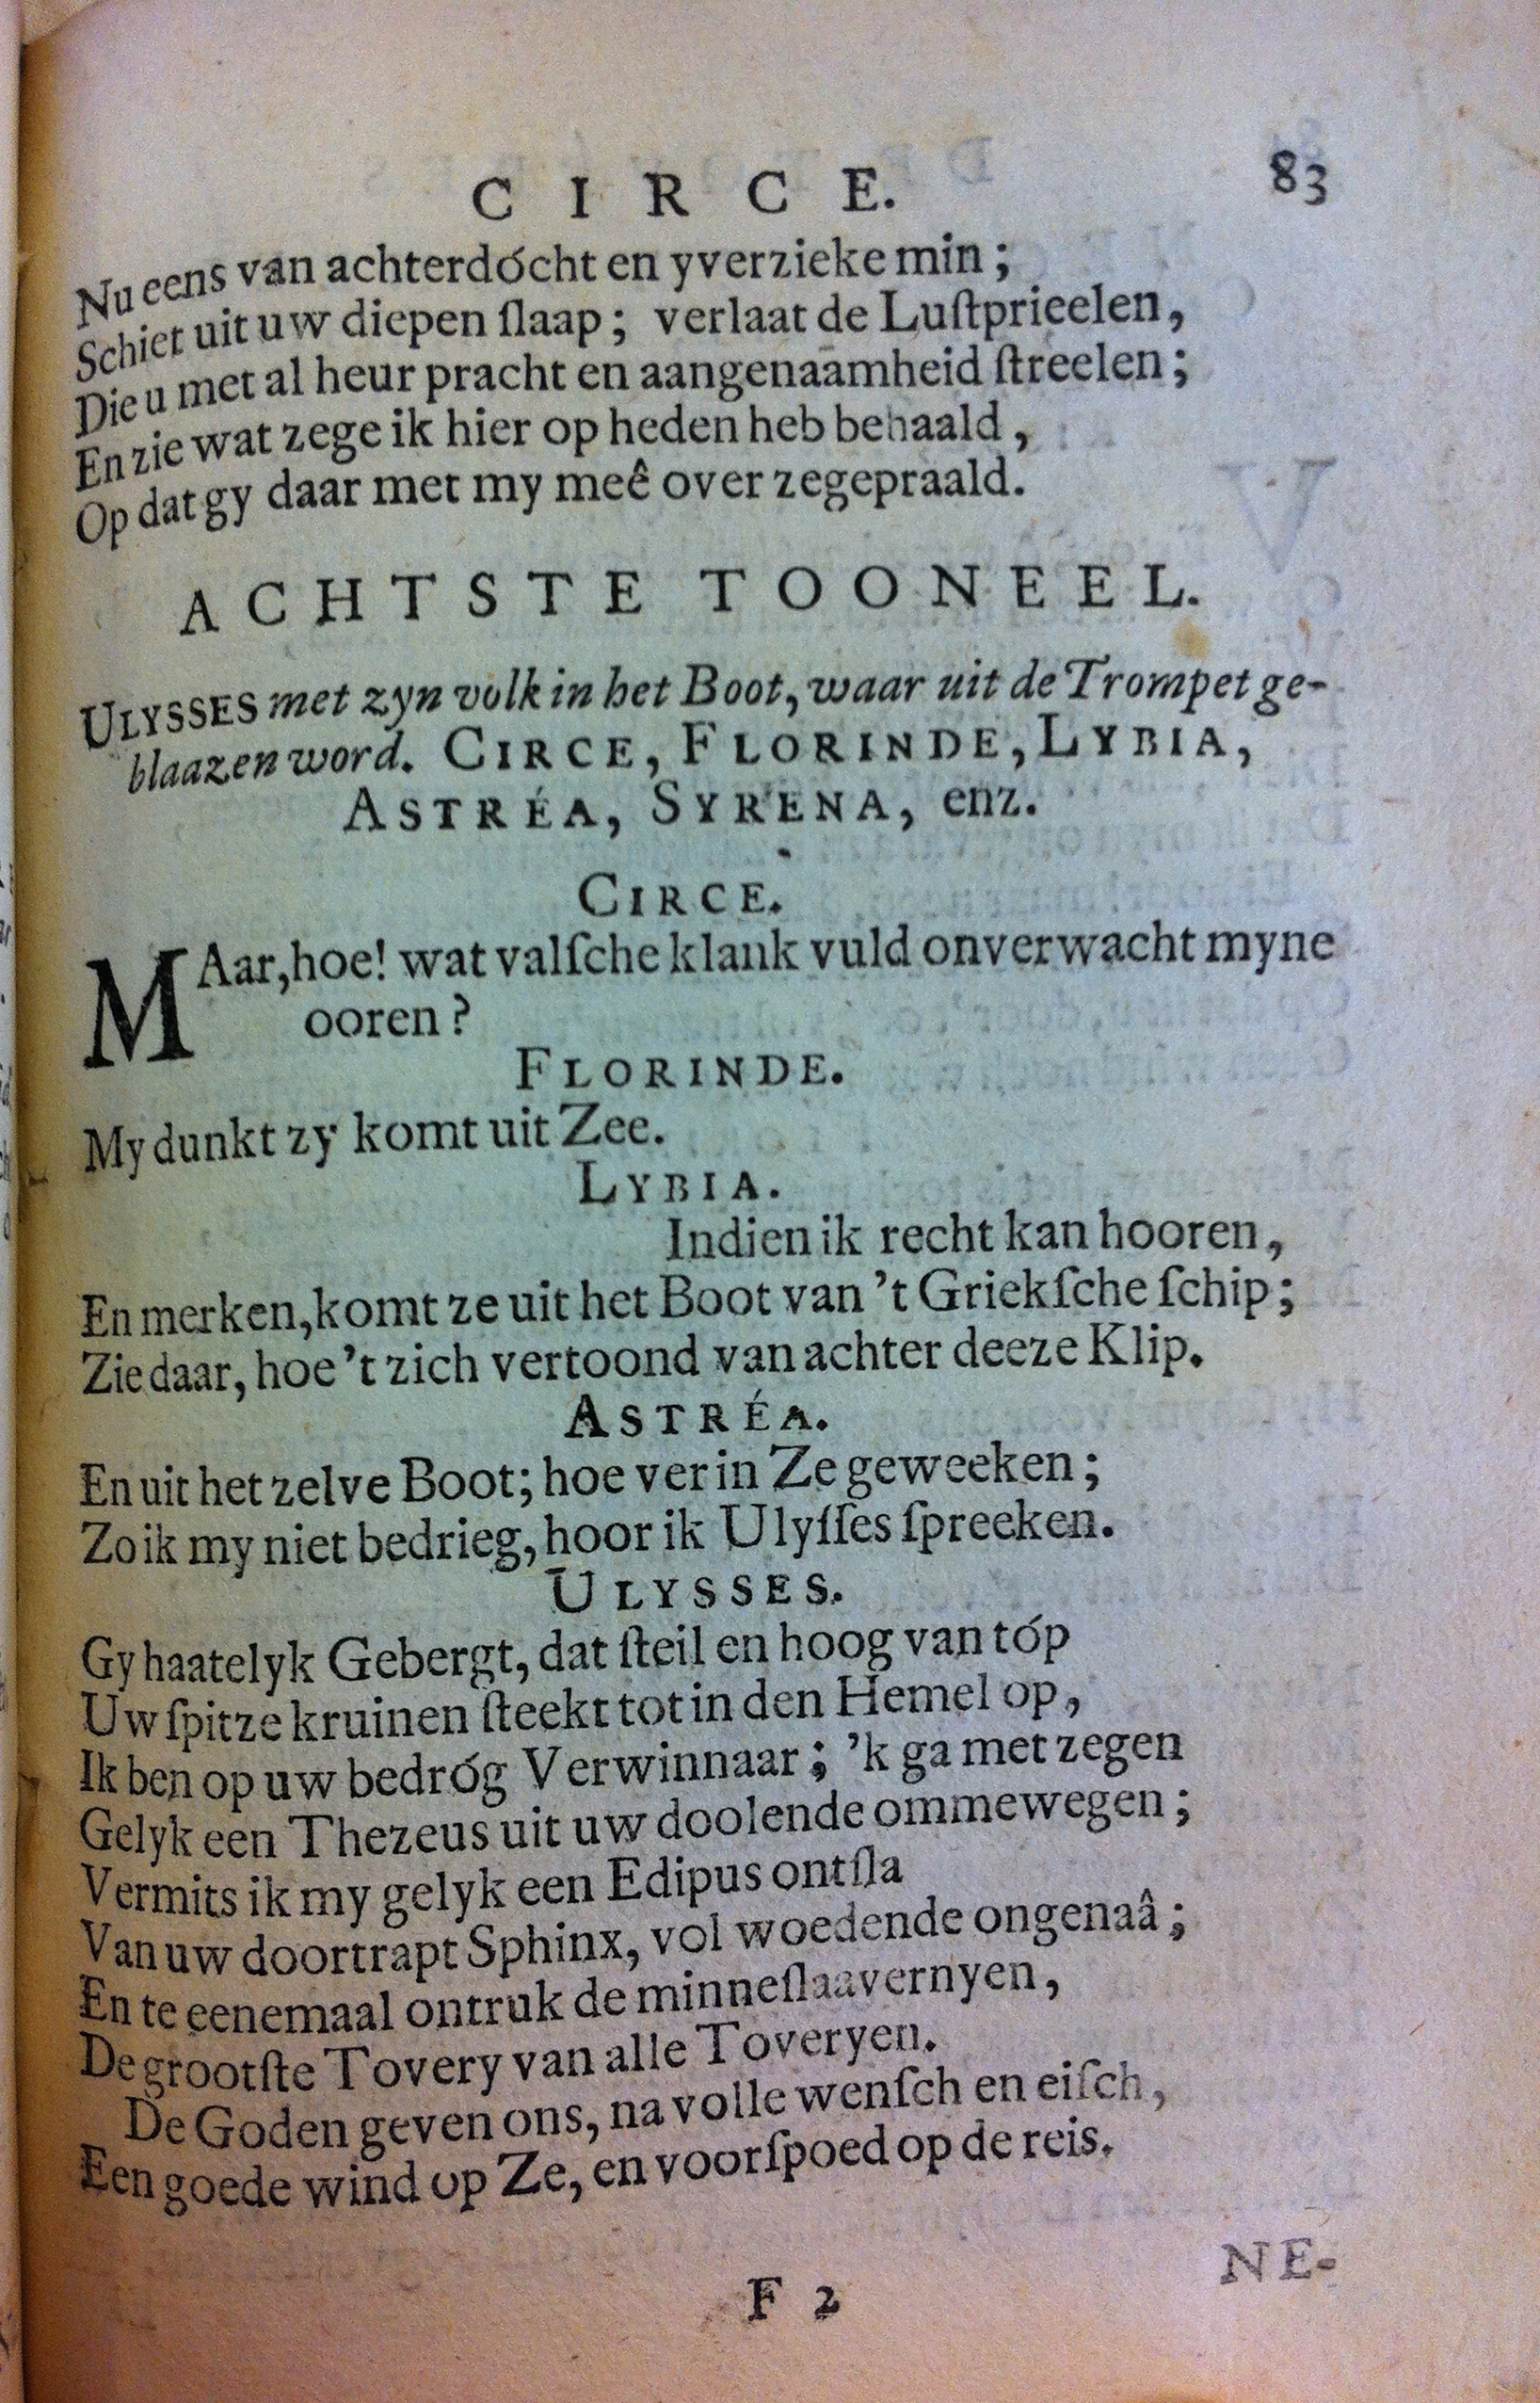 C I R C E. 83
Nu eens van achterdócht en yverzieke min;
Schiet uit uw diepen ſlaap; verlaat de Luſtprieelen,
Die u met al heur pracht en aangenaamheid ſtreelen;
En zie wat zege ik hier op heden heb behaald,
Op dat gy daar met my meê over zegepraald.
ACHTSTE TOONEEL.
ULYSSES met zyn volk in het Boot, waar uit de Trompet ge-
blaazen word. CIRCE, FLORINDE, LYBIA,
ASTRÉA, SYRENA, enz.
CIRCE.
MAar, hoe! wat valſche klank vuld onverwacht myne
ooren?
FLORINDE.
My dunkt zy komt uit Zee.
LYBIA.
Indien ik recht kan hooren,
En merken, komt ze uit het Boot van 't Griekſche ſchip;
Zie daar, hoe 't zich vertoond van achter deeze Klip.
ASTRÉA.
En uit het zelve Boot; hoe ver in Ze geweeken;
Zo ik my niet bedrieg, hoor ik Ulyſſes ſpreeken.
ULYSSES.
Gy haatelyk Gebergt, dat ſteil en hoog van tóp
Uw ſpitze kruinen ſteekt tot in den Hemel op,
Ik ben op uw bedróg Verwinnaar; 'k ga met zegen
Gelyk een Thezeus uit uw doolende ommewegen;
Vermits ik my gelyk een Edipus ontſla
Van uw doortrapt Sphinx, vol woedende ongenaâ;
En te eenemaal ontruk de minneſlaavernyen,
De grootſte Tovery van alle Toveryen.
De Goden geven ons, na volle wenſch en eiſch,
Een goede wind op Ze, en voorſpoed op de reis.
F 2 NE-